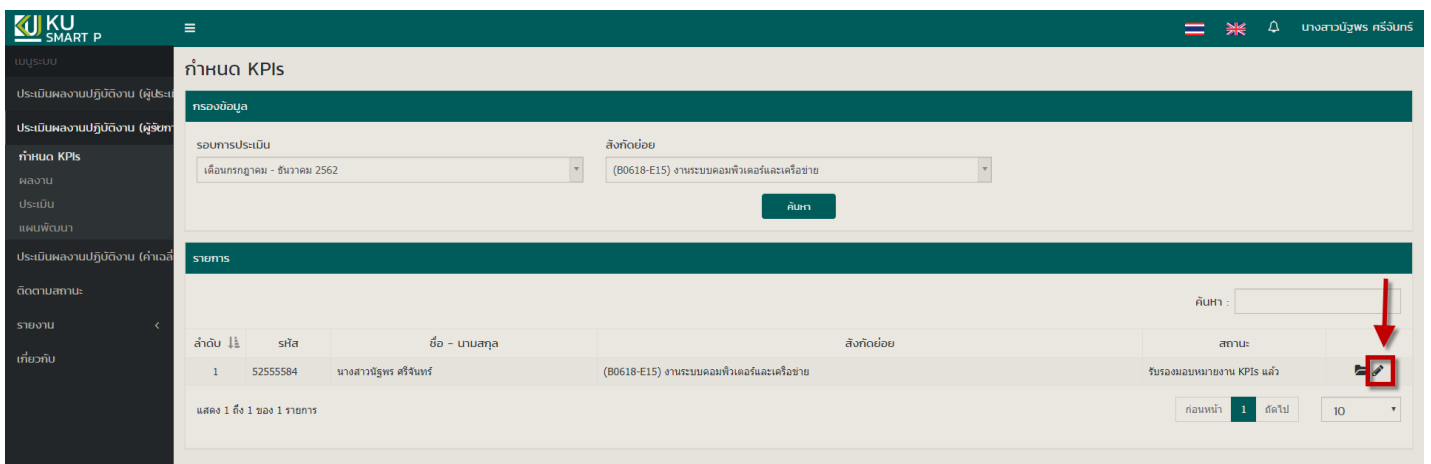 KU
SMART P
นางสาวนัฐพร ศรีจันทร์
เมนูระบบ
ประเมินผลงานปฏิบัติงาน
ประเมินผลงานปฏิบัติงาน
กำหนด KPIs
ผลงาน
ประเมิน
แผนพัฒนา
ประเมินผลงานปฏิบัติงาน
ติดตามสถานะ
รายงาน
เกี่ยวกับ
กำหนด KPIs
กรองข้อมูล
รอบการประเมิน สังกัดย่อย
เดือนกรกฎาคม - ธันวาคม 2562 (B0618-E15) งานระบบคอมพิวเตอร์และเครือข่าย
ค้นหา
รายการ
ค้นหา :
ลำดับ รหัส ชื่อ - นามสกุล สังกัดย่อย สถานะ
1 52555584 นางสาวนัฐพร ศรีจันทร์ (B0618-E15) งานระบบคอมพิวเตอร์และเครือข่าย รับรองมอบหมายงาน KPIs แล้ว
แสดง 1 ถึง 1 ของ 1 รายการ ก่อนหน้า 1 ถัดไป 10